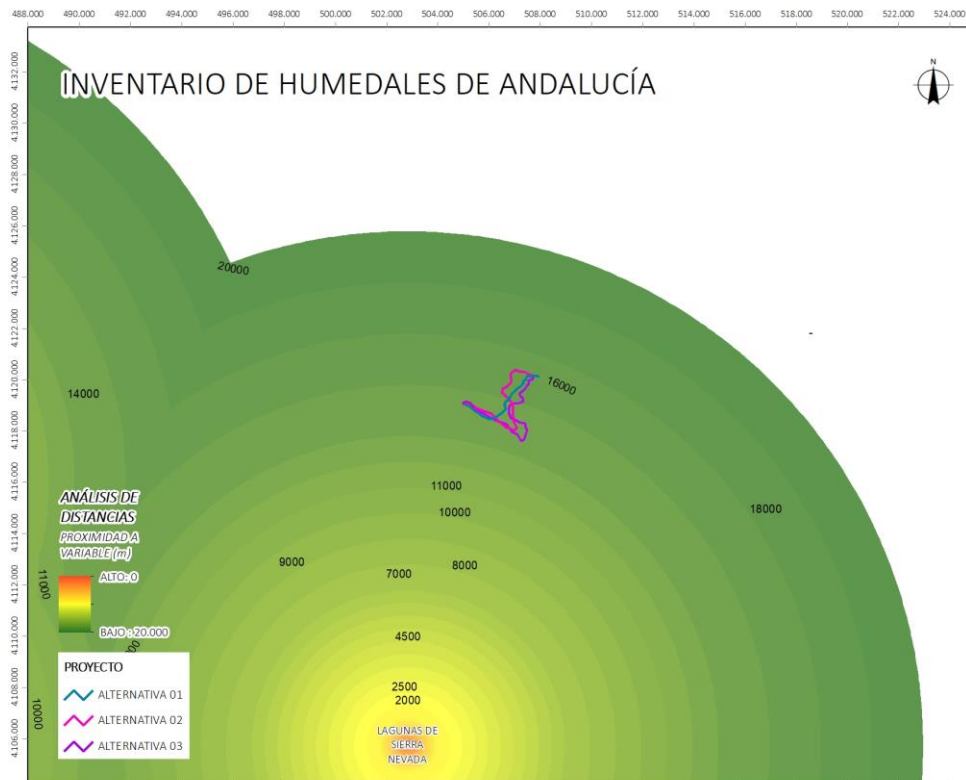 488.000 490.000 492.000 494.000 496.000 498.000 500.000 502.000 504.000 506.000 508.000 510.000 512.000 514.000 516.000 518.000 520.000 522.000 524.000
4.132.000
4.130.000
4.128.000
4.126.000
4.124.000
4.122.000
4.120.000
4.118.000
4.116.000
4.114.000
4.112.000
4.110.000
4.108.000
4.106.000
INVENTARIO DE HUMEDALES DE ANDALUCÍA
N
20000
16000
14000
11000
10000
18000
9000
8000
7000
11000
4500
2500
2000
10000
LAGUNAS DE
SIERRA
NEVADA
ANÁLISIS DE
DISTANCIAS
PROXIMIDAD A
VARIABLE (m)
ALTO: 0
BAJO : 20.000
PROYECTO
ALTERNATIVA 01
ALTERNATIVA 02
ALTERNATIVA 03